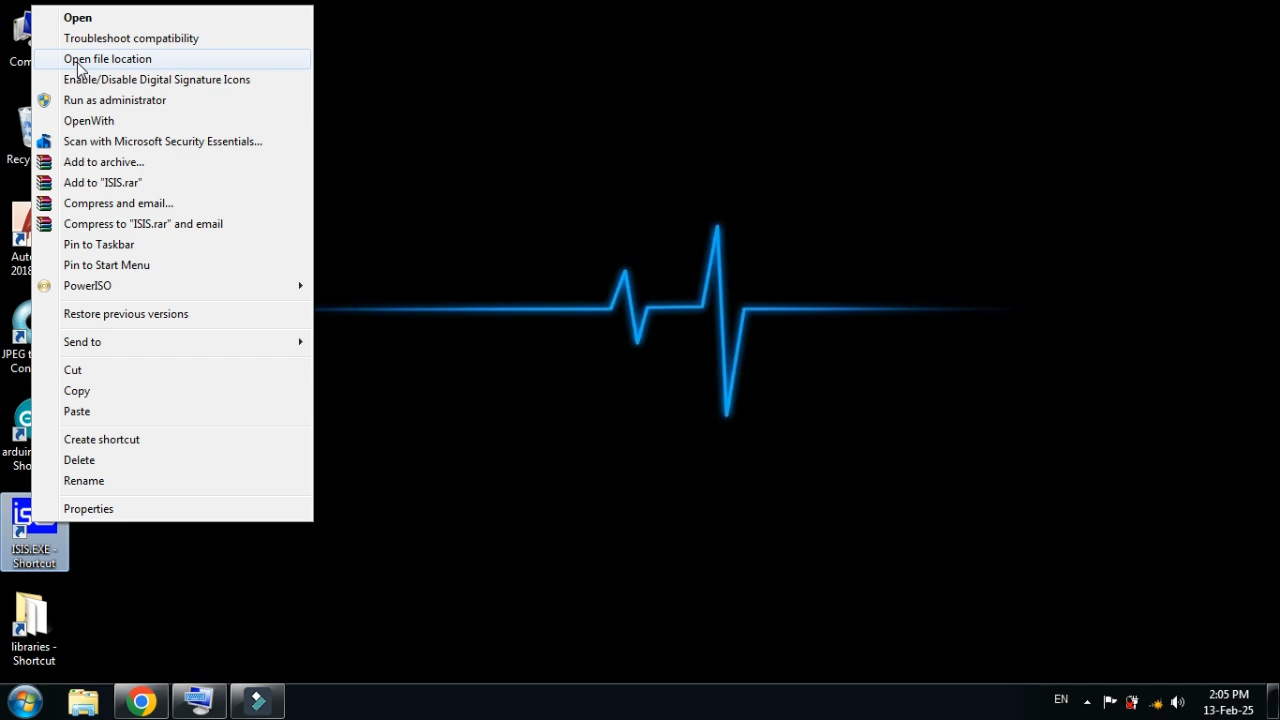 Open
Troubleshoot compatibility
Open file location
Enable/Disable Digital Signature Icons
Run as administrator
OpenWith
Scan with Microsoft Security Essentials...
Add to archive...
Add to "ISIS.rar"
Compress and email...
Compress to "ISIS.rar" and email
Pin to Taskbar
Pin to Start Menu
PowerISO
Restore previous versions
Send to
Cut
Copy
Paste
Create shortcut
Delete
Rename
Properties
Com
Recy
Aut
2018
JPEG t
Con
arduin
Sho
ISIS.EXE -
Shortcut
libraries -
Shortcut
EN
2:05 PM
13-Feb-25